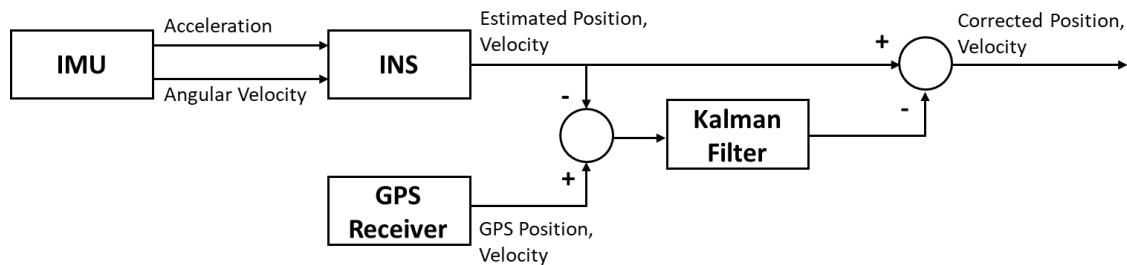 Acceleration
IMU
Angular Velocity
INS
Estimated Position,
Velocity
+
-
Corrected Position,
Velocity
-
+
Kalman
Filter
GPS
Receiver
GPS Position,
Velocity